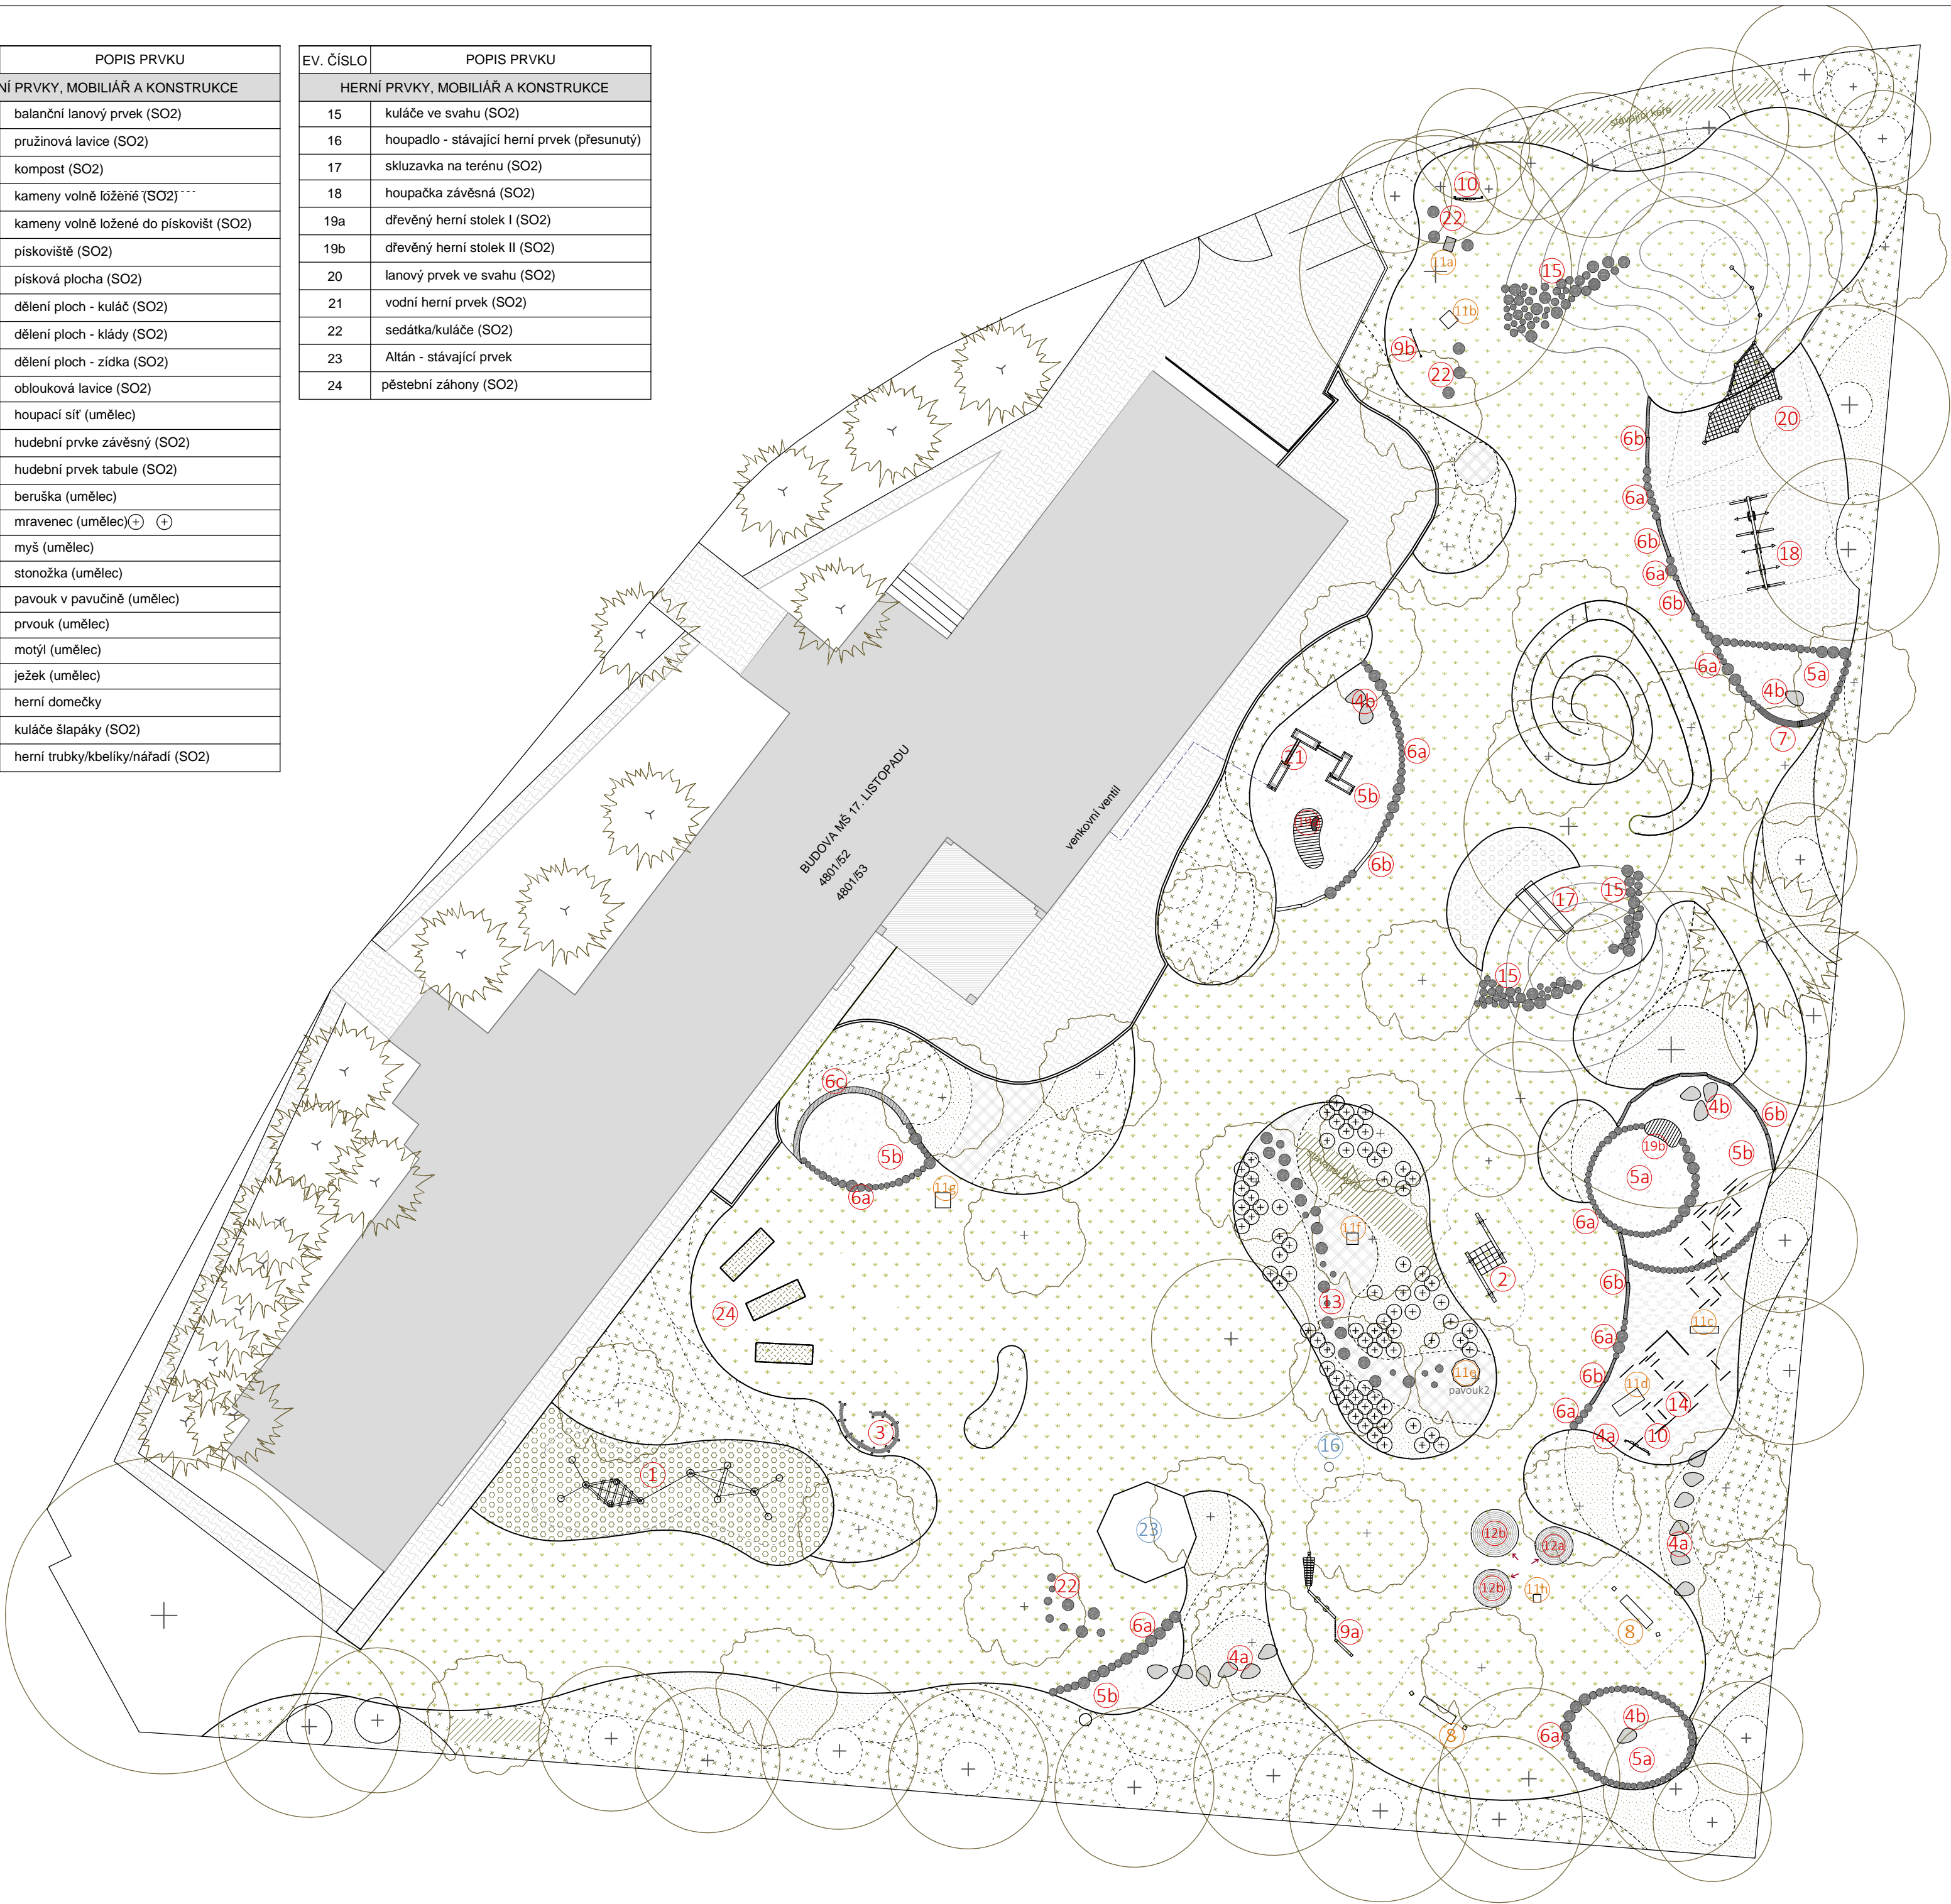 POPIS PRVKU
NÍ PRVKY, MOBILIÁŘ A KONSTRUKCE
balanční lanový prvek (SO2)
pružinová lavice (SO2)
kompost (SO2)
kameny volně ložené (SO2)
kameny volně ložené do pískovišt (SO2)
pískoviště (SO2)
písková plocha (SO2)
dělení ploch - kuláč (SO2)
dělení ploch - klády (SO2)
dělení ploch - zídka (SO2)
oblouková lavice (SO2)
houpací síť (umělec)
hudební prvke závěsný (SO2)
hudební prvek tabule (SO2)
beruška (umělec)
mravenec (umělec)
myš (umělec)
stonožka (umělec)
pavouk v pavučině (umělec)
prvouk (umělec)
motýl (umělec)
ježek (umělec)
herní domečky
kuláče šlapáky (SO2)
herní trubky/kbelíky/nářadí (SO2)
EV. ČÍSLO POPIS PRVKU
HERNÍ PRVKY, MOBILIÁŘ A KONSTRUKCE
15 kuláče ve svahu (SO2)
16 houpadlo - stávající herní prvek (přesunutý)
17 skluzavka na terénu (SO2)
18 houpačka závěsná (SO2)
19a dřevěný herní stolek I (SO2)
19b dřevěný herní stolek II (SO2)
20 lanový prvek ve svahu (SO2)
21 vodní herní prvek (SO2)
22 sedátka/kuláče (SO2)
23 Altán - stávající prvek
24 pěstební záhony (SO2)
stávající keře
10
22
11a
15
11b
9b
22
20
6b
6a
6b
18
6a
6b
6a
5a
4b
7
4b
6a
21
5b
6b
BUDOVA MŠ 17. LISTOPADU
4801/52
4801/53
venkovní ventil
17
15
15
6c
5b
6a
11g
4b
6b
19b
5b
5a
6a
11f
2
6b
13
11c
6a
24
11e
pavouk2
6b
11d
14
6a
4a
10
3
16
1
23
12b
12a
4a
12b
11h
22
6a
9a
8
4a
5b
4b
6a
8
5a